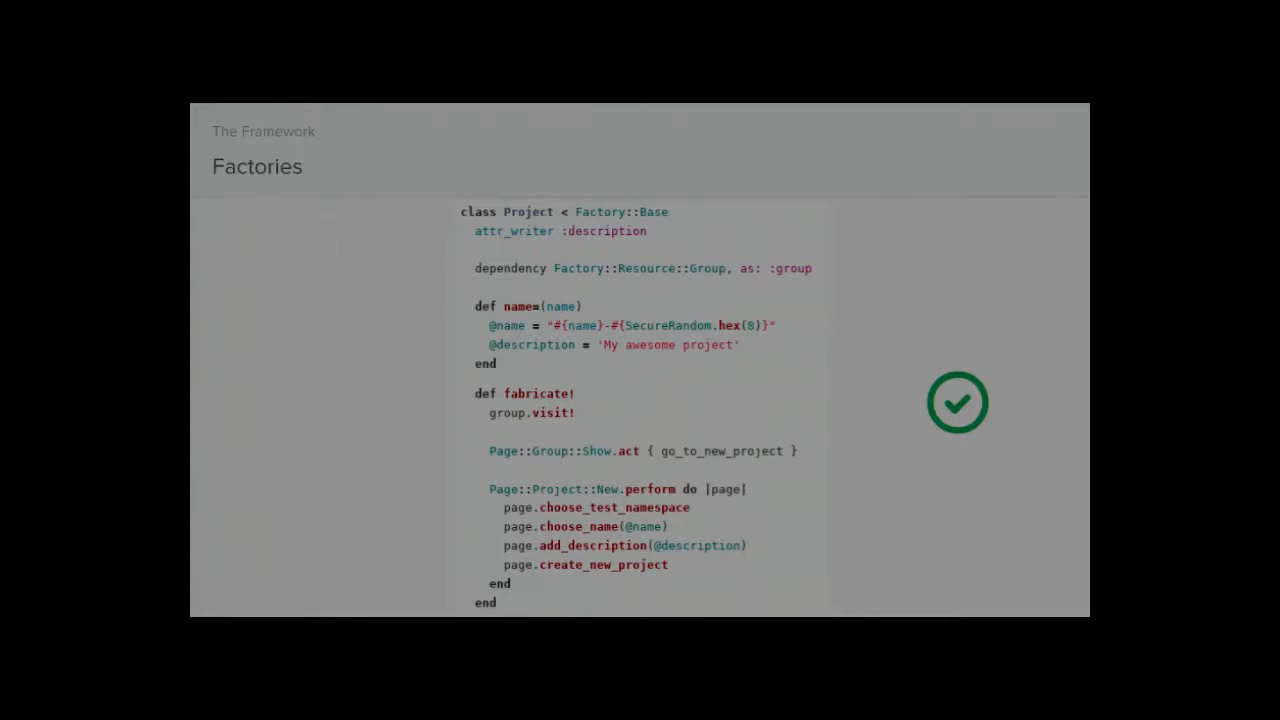 The Framework
Factories
class Project < Factory::Base
attr_writer :description
dependency Factory::Resource::Group, as: :group
def name=(name)
@name = "#{name}-#{SecureRandom.hex(8)}"
@description = 'My awesome project'
end
def fabricate!
group.visit!
Page::Group::Show.act { go_to_new_project }
Page::Project::New.perform do |page|
page.choose_test_namespace
page.choose_name(@name)
page.add_description(@description)
page.create_new_project
end
end